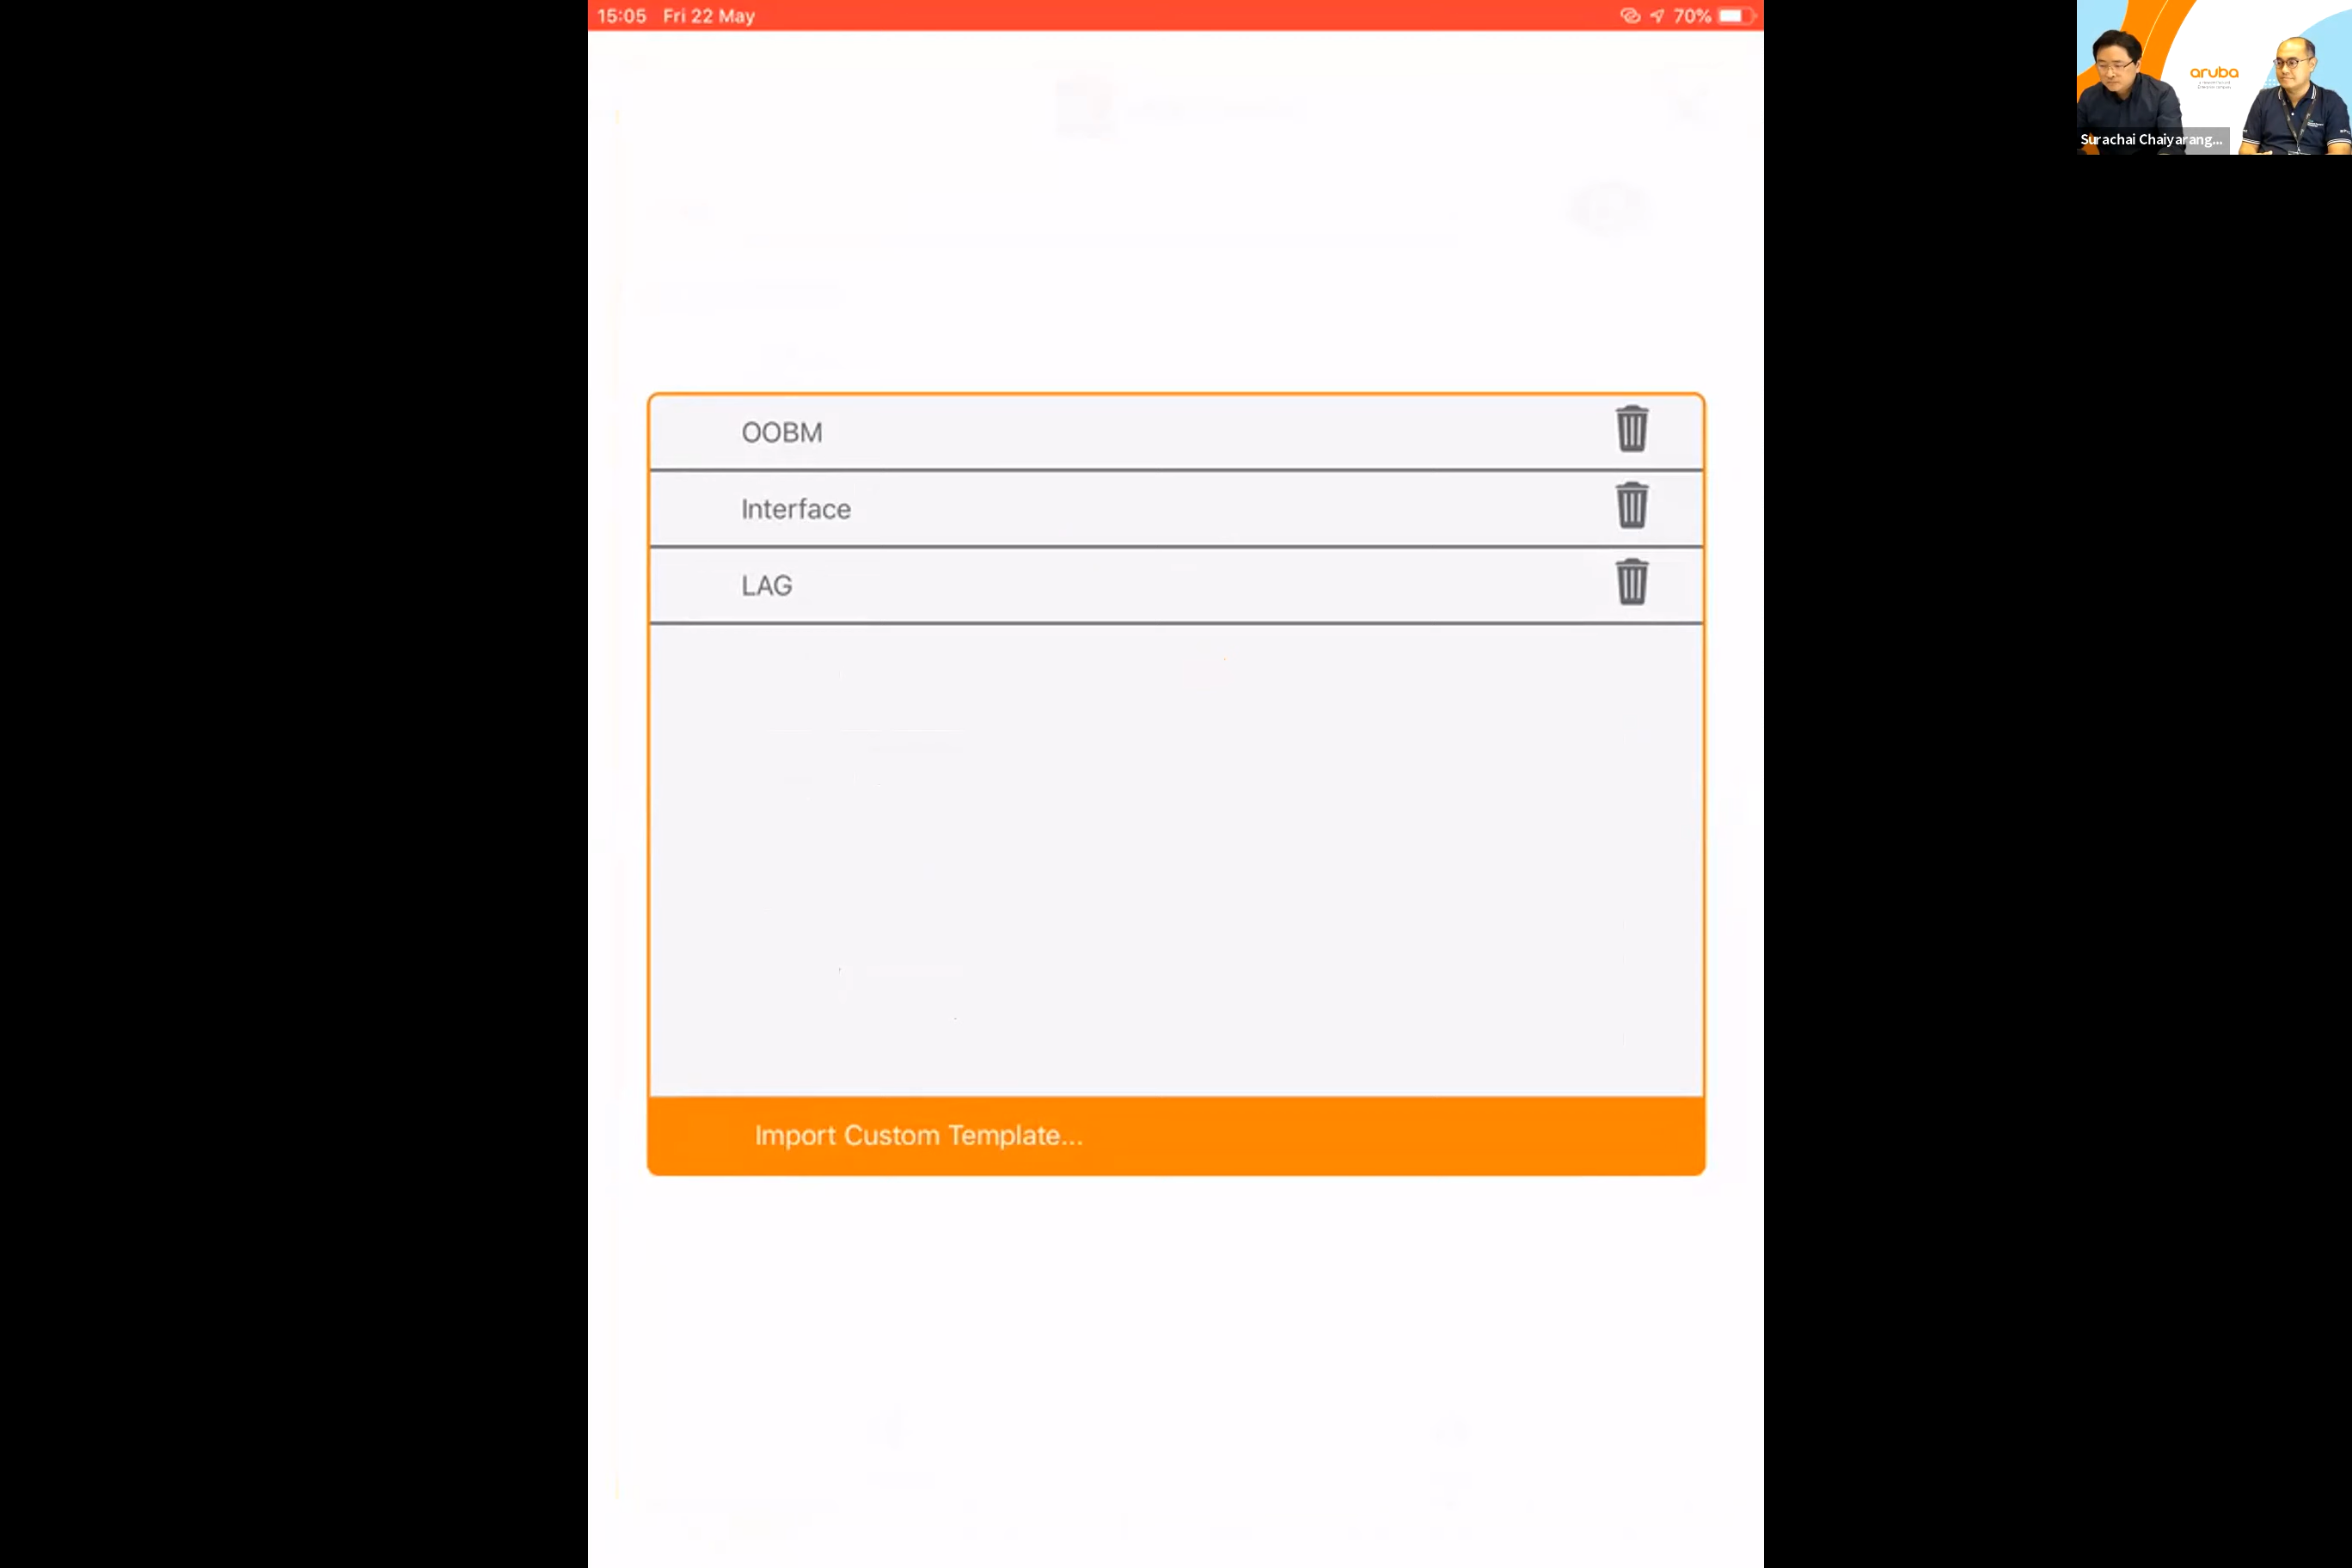 15:05 Fri 22 May
70%
aruba
Surachai Chaiyarang...
OOBM
Interface
LAG
Import Custom Template...